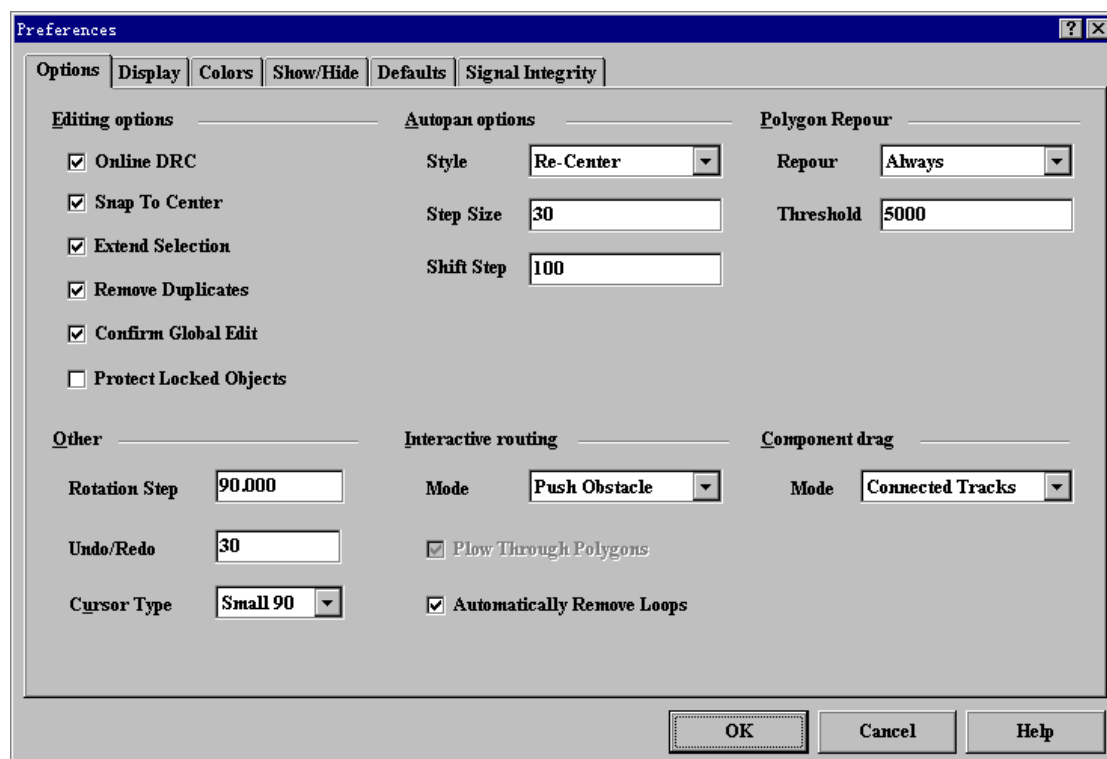 Preferences
Options Display Colors Show/Hide Defaults Signal Integrity
Editing options
Online DRC
Snap To Center
Extend Selection
Remove Duplicates
Confirm Global Edit
Protect Locked Objects
Autopan options
Style Re-Center
Step Size 30
Shift Step 100
Polygon Repour
Repour Always
Threshold 5000
Other
Rotation Step 90.000
Undo/Redo 30
Cursor Type Small 90
Interactive routing
Mode Push Obstacle
Plow Through Polygons
Automatically Remove Loops
Component drag
Mode Connected Tracks
OK Cancel Help